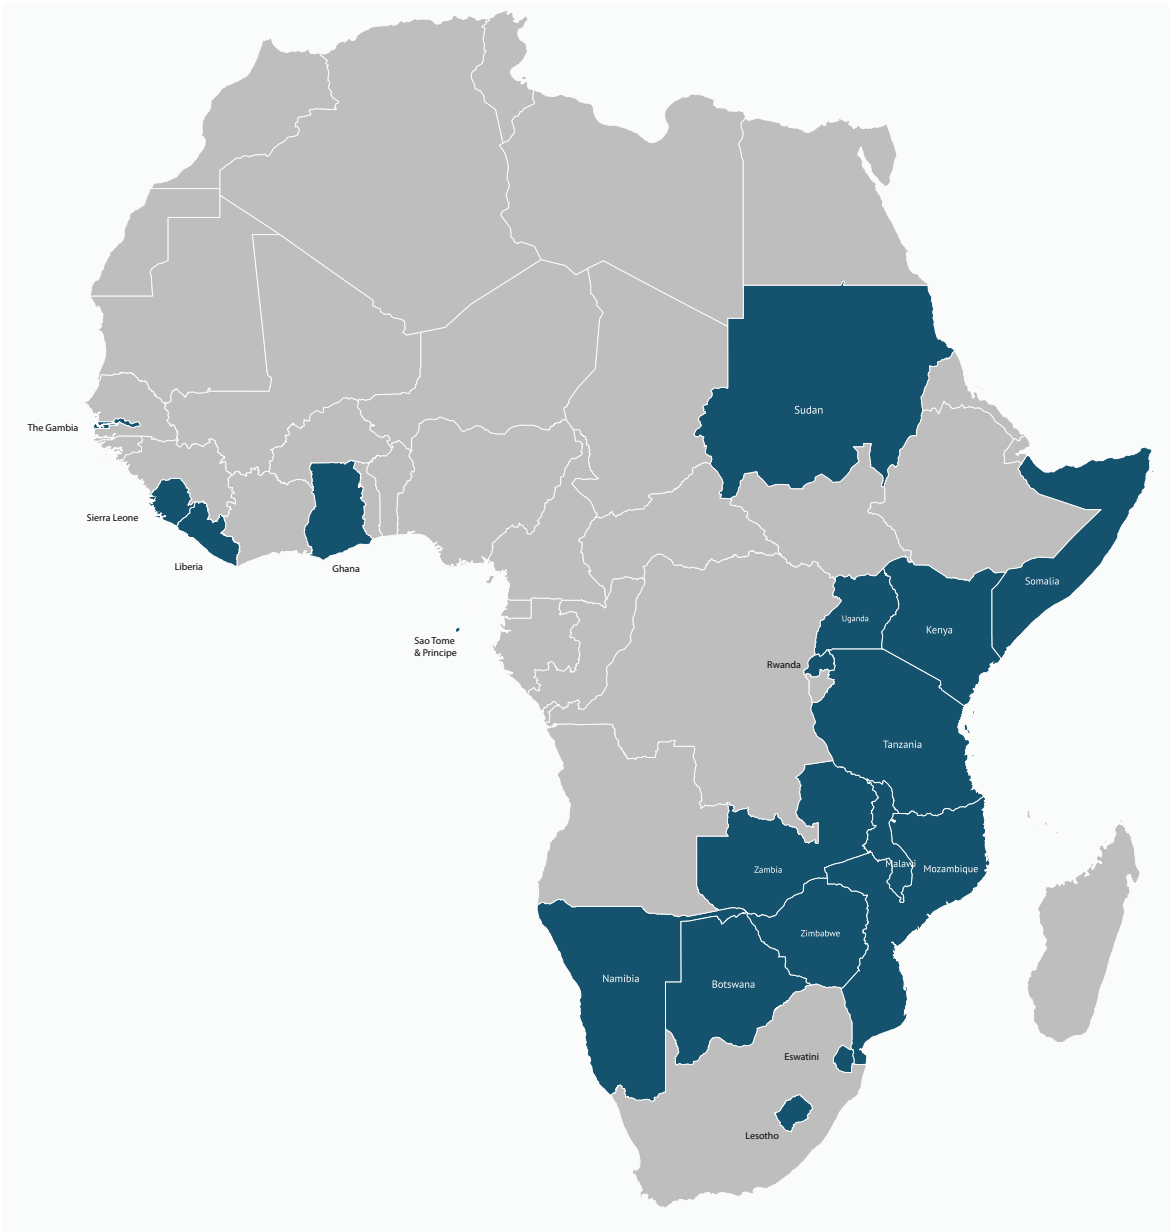 Sudan
The Gambia
Sierra Leone
Liberia
Ghana
Somalia
Uganda
Kenya
Sao Tome
& Principe
Rwanda
Tanzania
Malawi
Mozambique
Zambia
Zimbabwe
Namibia
Botswana
Eswatini
Lesotho